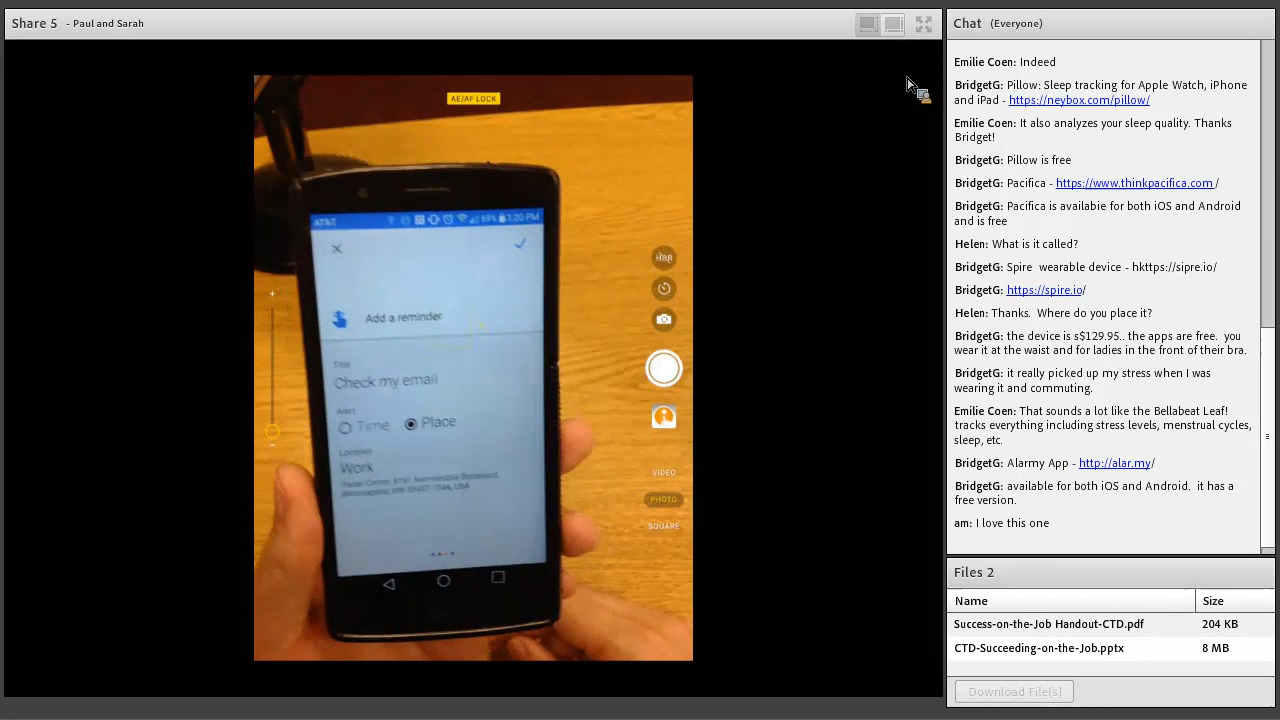 Share 5 - Paul and Sarah
AE/AF LOCK
AT&T 69% 3:20 PM
Add a reminder
Title
Check my email
Alert
Time Place
Location
Work
HDR
VIDEO
PHOTO
SQUARE
Chat (Everyone)
Emilie Coen: Indeed
BridgetG: Pillow: Sleep tracking for Apple Watch, iPhone
and iPad - https://neybox.com/pillow/
Emilie Coen: It also analyzes your sleep quality. Thanks
Bridget!
BridgetG: Pillow is free
BridgetG: Pacifica - https://www.thinkpacifica.com /
BridgetG: Pacifica is availabie for both iOS and Android
and is free
Helen: What is it called?
BridgetG: Spire wearable device - hkttps://sipre.io/
BridgetG: https://spire.io/
Helen: Thanks. Where do you place it?
BridgetG: the device is s$129.95.. the apps are free. you
wear it at the waist and for ladies in the front of their bra.
BridgetG: it really picked up my stress when I was
wearing it and commuting.
Emilie Coen: That sounds a lot like the Bellabeat Leaf!
tracks everything including stress levels, menstrual cycles,
sleep, etc.
BridgetG: Alarmy App - http://alar.my/
BridgetG: available for both iOS and Android. it has a
free version.
am: I love this one
Files 2
Name Size
Success-on-the-Job Handout-CTD.pdf 204 KB
CTD-Succeeding-on-the-Job.pptx 8 MB
Download File(s)